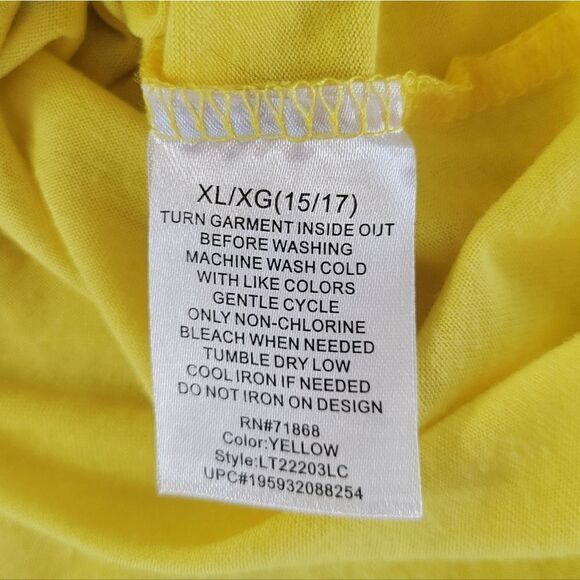 XL/XG(15/17)
TURN GARMENT INSIDE OUT
BEFORE WASHING
MACHINE WASH COLD
WITH LIKE COLORS
GENTLE CYCLE
ONLY NON-CHLORINE
BLEACH WHEN NEEDED
TUMBLE DRY LOW
COOL IRON IF NEEDED
DO NOT IRON ON DESIGN
RN#71868
Color:YELLOW
Style:LT22203LC
UPC#195932088254